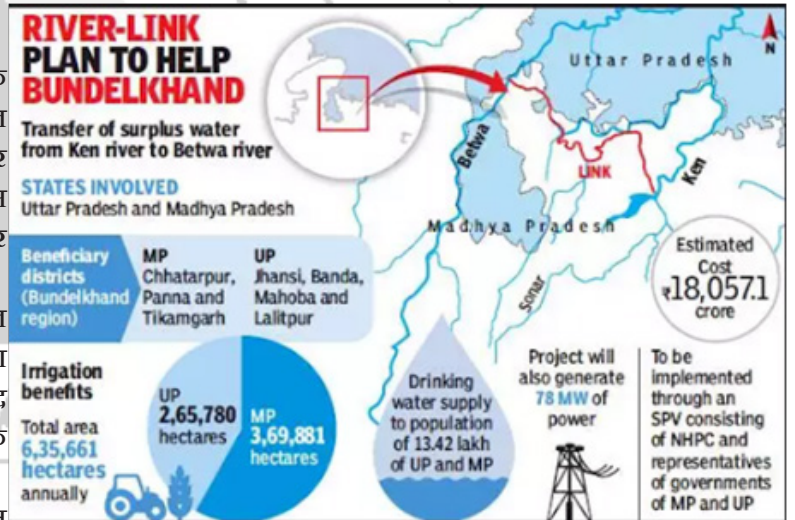 RIVER-LINK
PLAN TO HELP
BUNDELKHAND
Transfer of surplus water
from Ken river to Betwa river
STATES INVOLVED
Uttar Pradesh and Madhya Pradesh
Beneficiary
districts
(Bundelkhand
region)
MP
Chhatarpur,
Panna and
Tikamgarh
UP
Jhansi, Banda,
Mahoba and
Lalitpur
Irrigation
benefits
Total area
6,35,661
hectares
annually
UP
2,65,780
hectares
MP
3,69,881
hectares
Drinking
water supply
to population
of 13.42 lakh
of UP and MP
Project will
also generate
78 MW of
power
To be
implemented
through an
SPV consisting
of NHPC and
representatives
of governments
of MP and UP
Estimated
Cost
₹18,057.1
crore
N
Uttar Pradesh
Betwa
LINK
Ken
Madhya Pradesh
Sonar